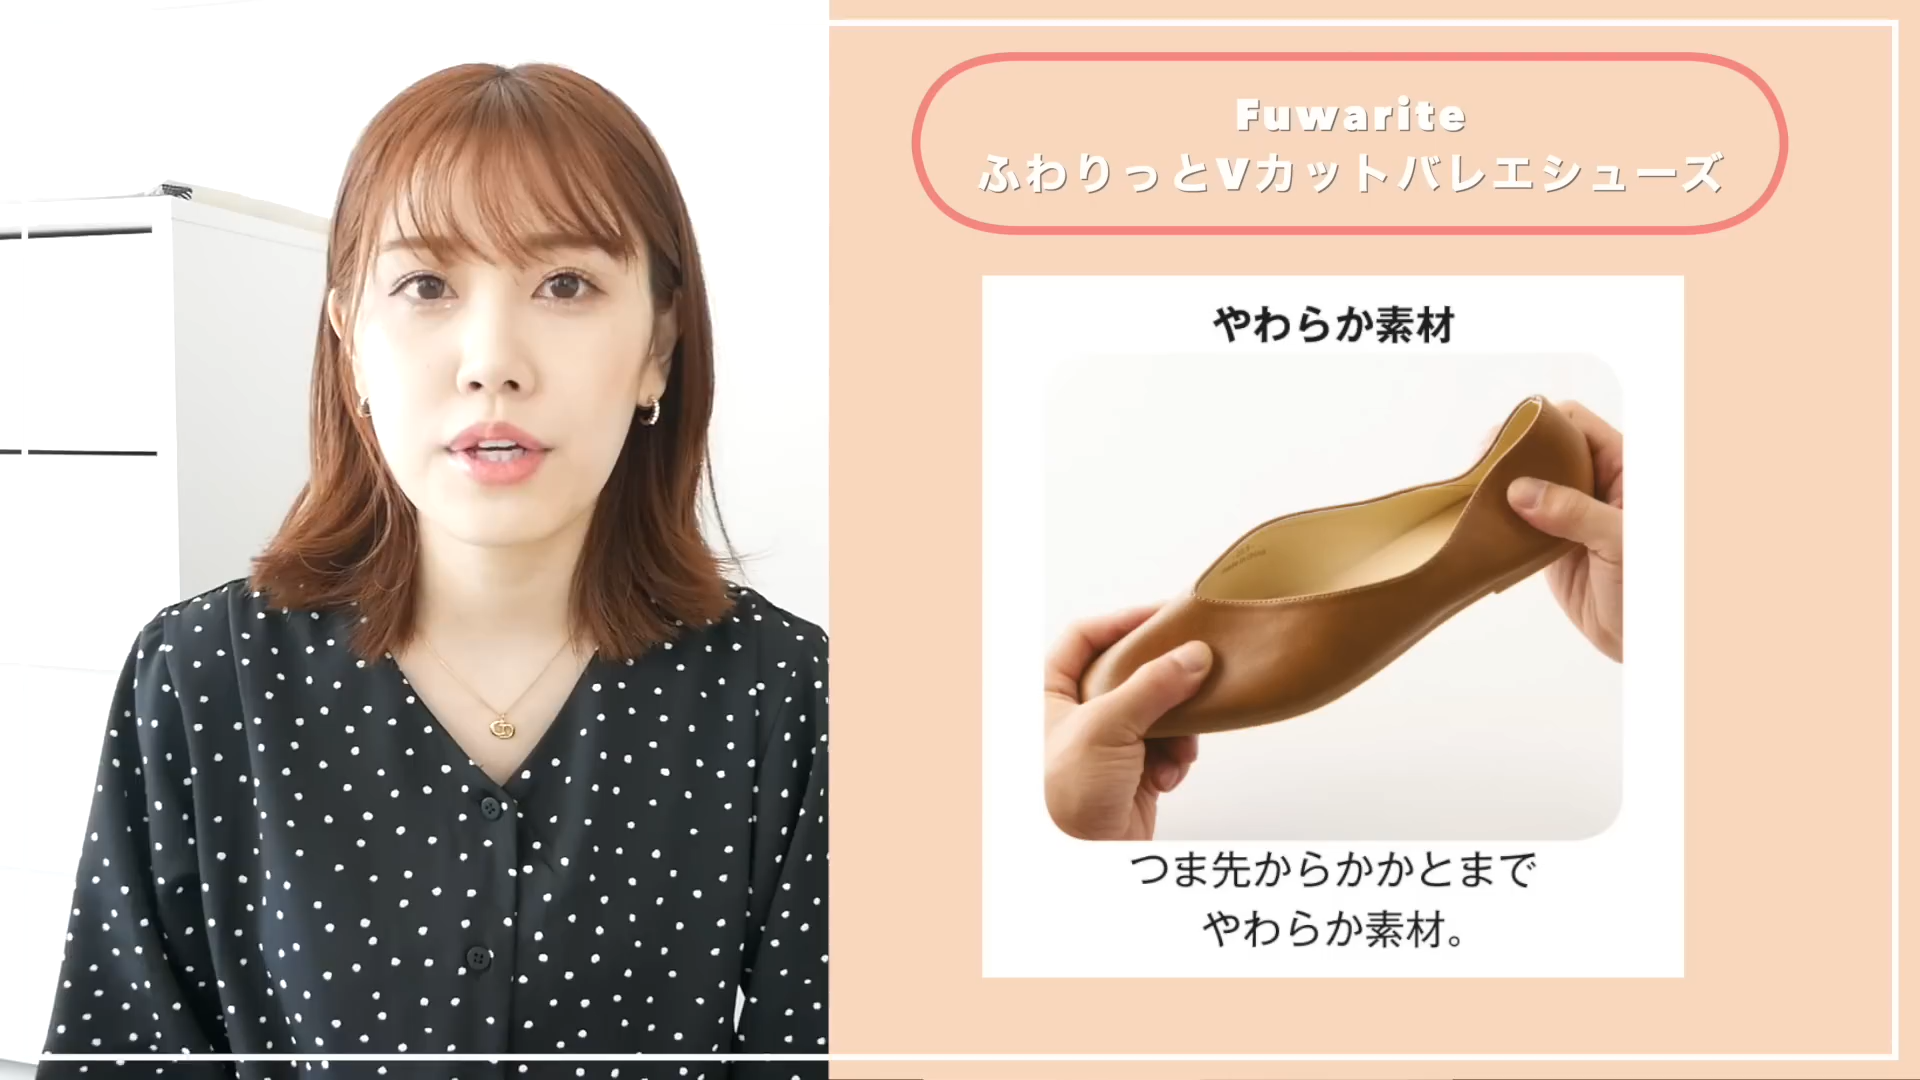 Fuwarite
ふわりっとVカットバレエシューズ
やわらか素材
つま先からかかとまで
やわらか素材。